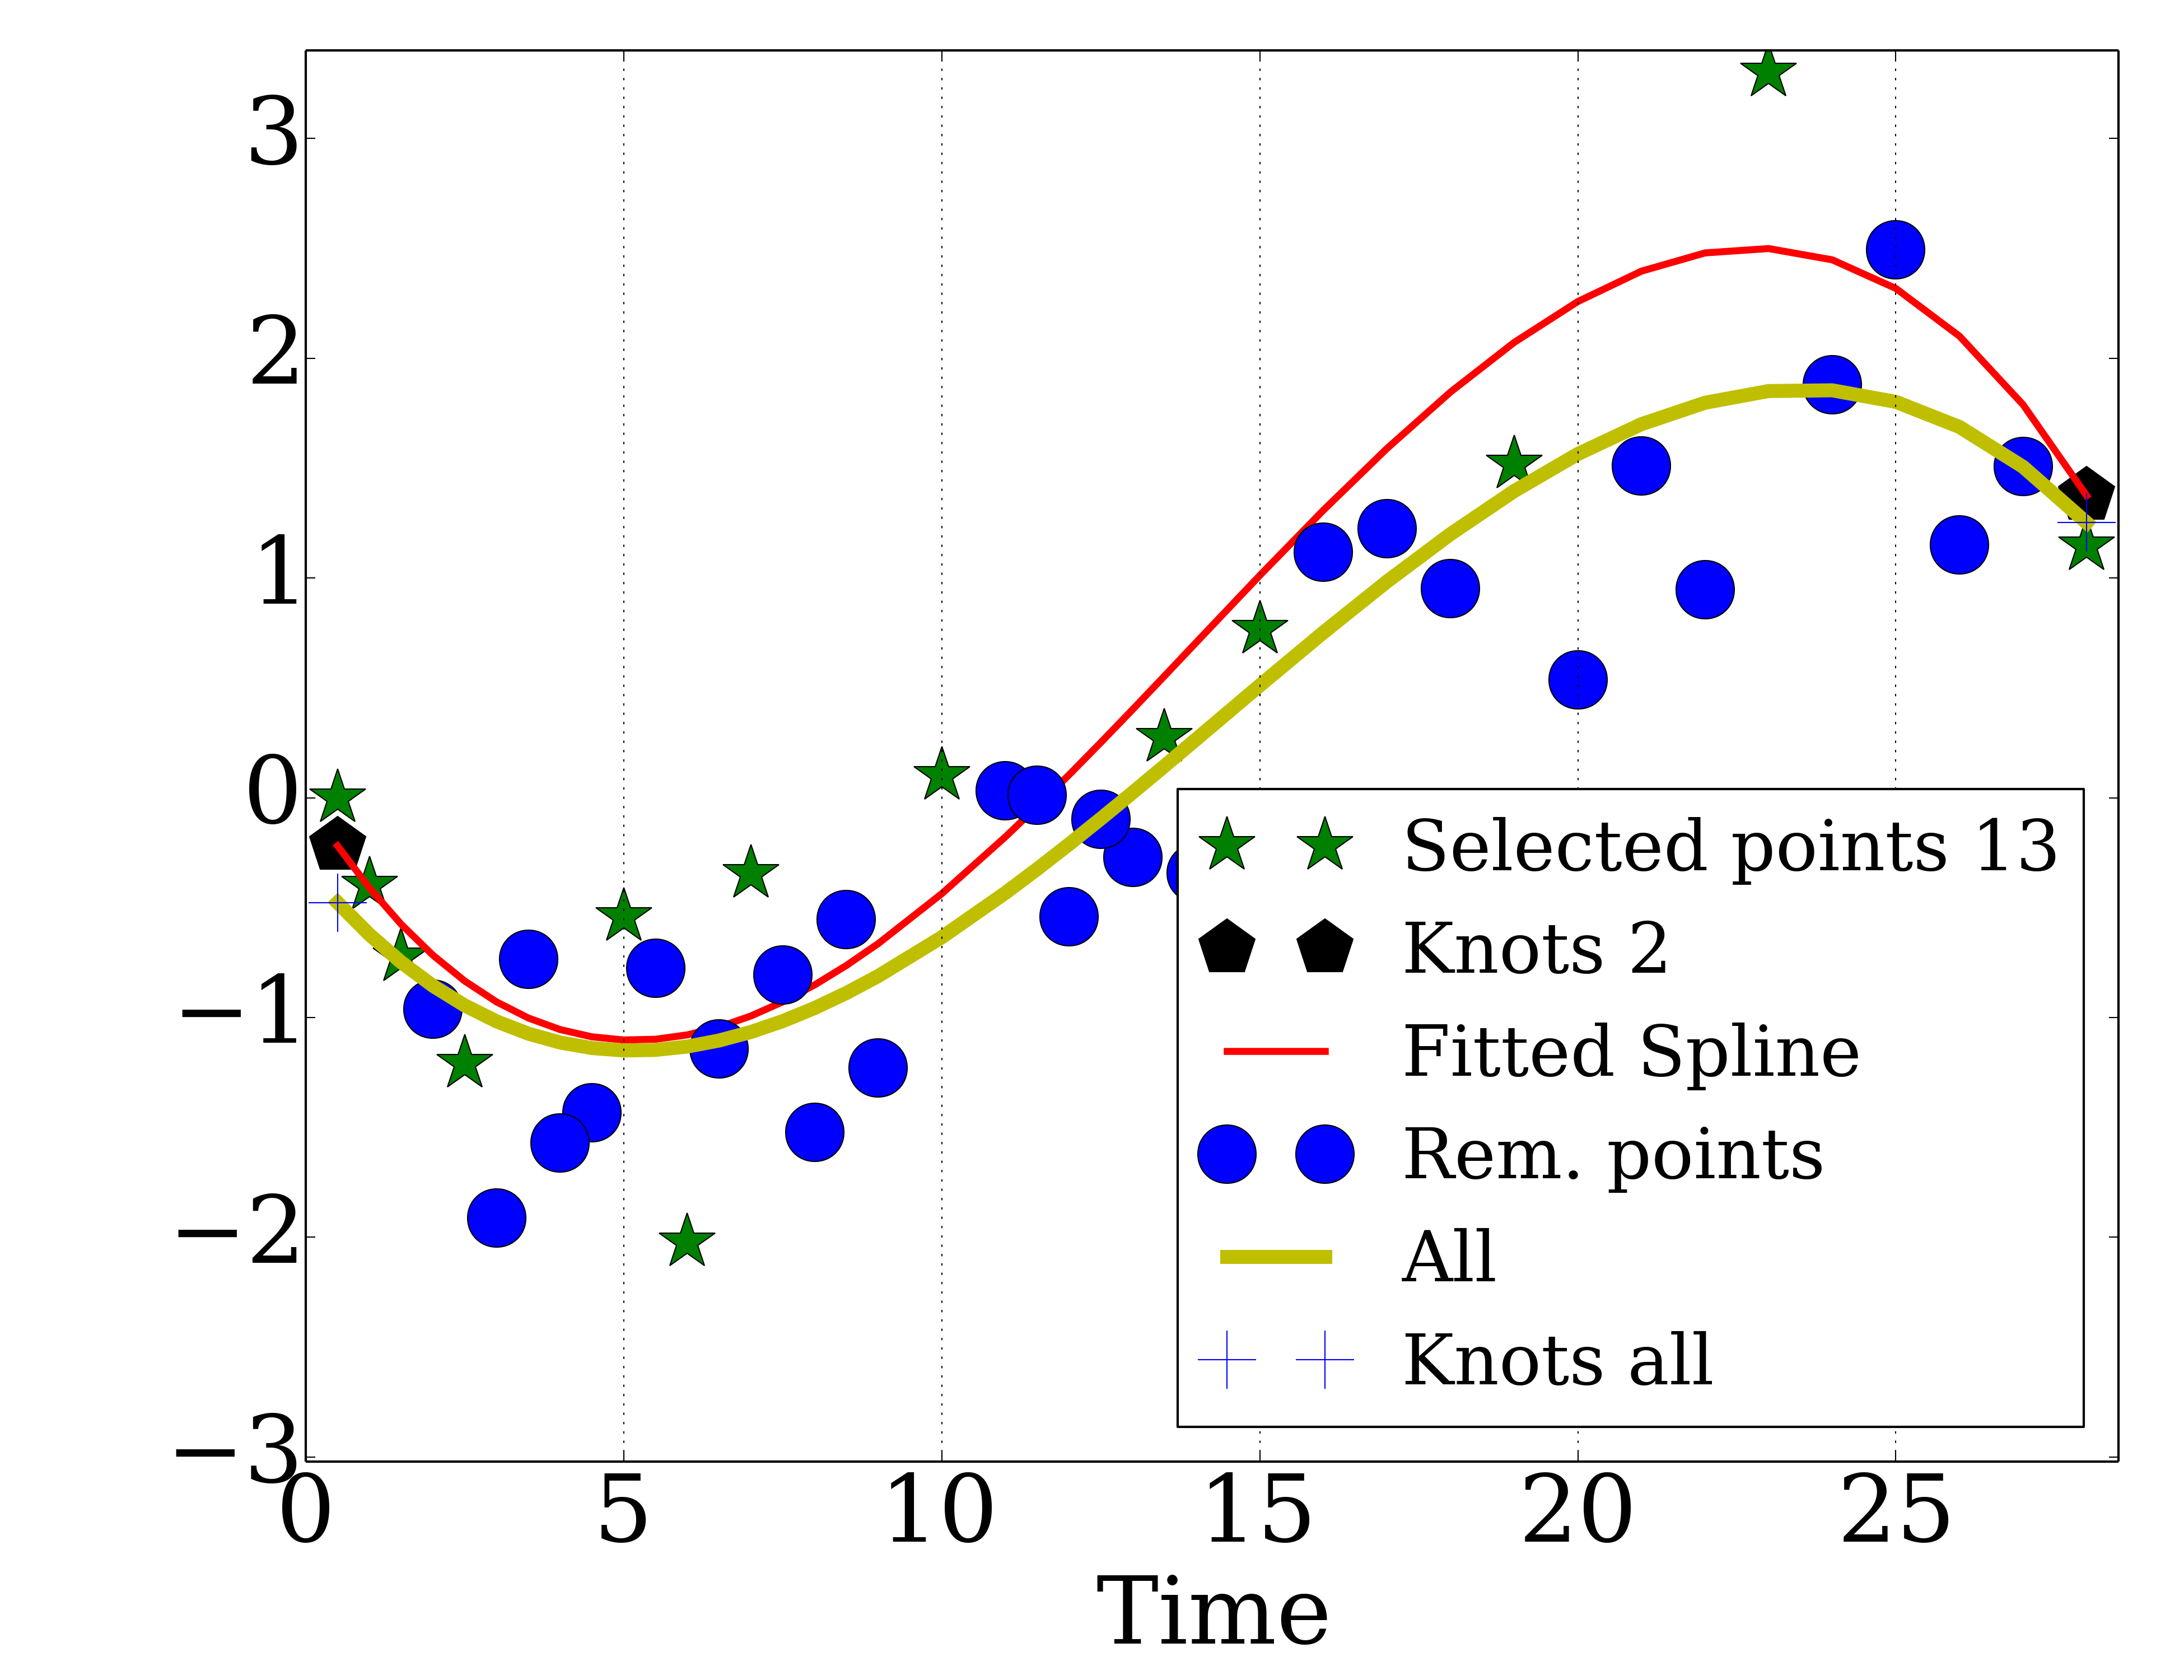 3
2
1
0
−1
−2
−3
0 5 10 15 20 25
Time
Selected points 13
Knots 2
Fitted Spline
Rem. points
All
Knots all